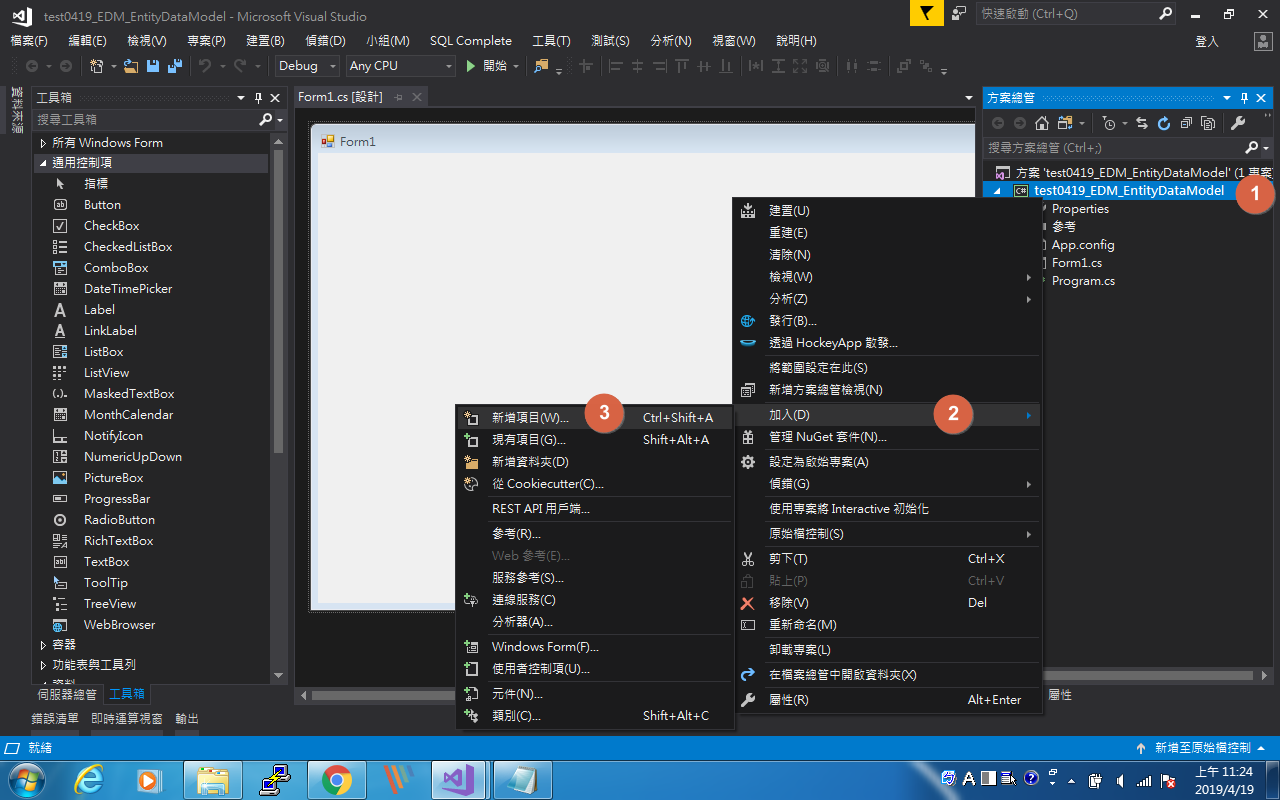 test0419_EDM_EntityDataModel - Microsoft Visual Studio
快速啟動 (Ctrl+Q)
檔案(F) 編輯(E) 檢視(V) 專案(P) 建置(B) 偵錯(D) 小組(M) SQL Complete 工具(T) 測試(S) 分析(N) 視窗(W) 說明(H)
登入
Debug Any CPU 開始
資料來源
工具箱
搜尋工具箱
所有 Windows Form
通用控制項
指標
Button
CheckBox
CheckedListBox
ComboBox
DateTimePicker
Label
LinkLabel
ListBox
ListView
MaskedTextBox
MonthCalendar
NotifyIcon
NumericUpDown
PictureBox
ProgressBar
RadioButton
RichTextBox
TextBox
ToolTip
TreeView
WebBrowser
容器
功能表與工具列
資料
伺服器總管 工具箱
錯誤清單 即時運算視窗 輸出
Form1.cs [設計]
Form1
方案總管
搜尋方案總管 (Ctrl+;)
方案 'test0419_EDM_EntityDataModel' (1 專案
test0419_EDM_EntityDataModel
1
Properties
參考
App.config
Form1.cs
Program.cs
建置(U)
重建(E)
清除(N)
檢視(W)
分析(Z)
發行(B)...
透過 HockeyApp 散發...
將範圍設定在此(S)
新增方案總管檢視(N)
加入(D)
2
管理 NuGet 套件(N)...
設定為啟始專案(A)
偵錯(G)
使用專案將 Interactive 初始化
原始檔控制(S)
剪下(T) Ctrl+X
貼上(P) Ctrl+V
移除(V) Del
重新命名(M)
卸載專案(L)
在檔案總管中開啟資料夾(X)
屬性(R) Alt+Enter
新增項目(W)... Ctrl+Shift+A
3
現有項目(G)... Shift+Alt+A
新增資料夾(D)
從 Cookiecutter(C)...
REST API 用戶端...
參考(R)...
Web 參考(E)...
服務參考(S)...
連線服務(C)
分析器(A)...
Windows Form(F)...
使用者控制項(U)...
元件(N)...
類別(C)... Shift+Alt+C
屬性
就緒
新增至原始檔控制
上午 11:24
2019/4/19